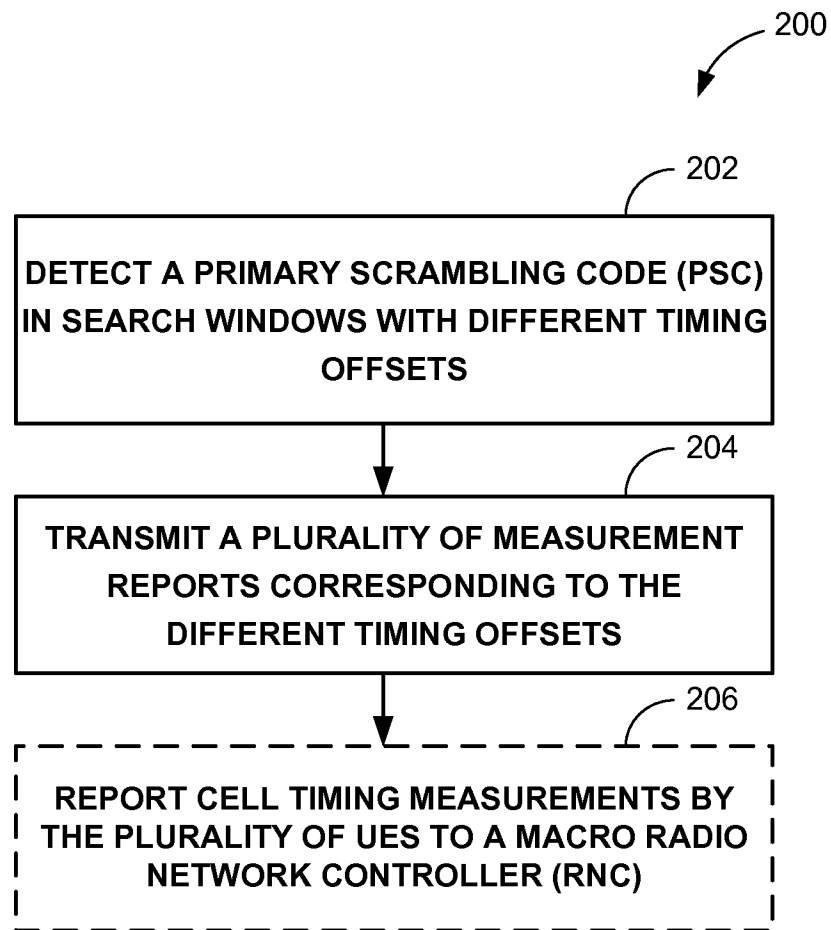 200
202
DETECT A PRIMARY SCRAMBLING CODE (PSC)
IN SEARCH WINDOWS WITH DIFFERENT TIMING
OFFSETS
204
TRANSMIT A PLURALITY OF MEASUREMENT
REPORTS CORRESPONDING TO THE
DIFFERENT TIMING OFFSETS
206
REPORT CELL TIMING MEASUREMENTS BY
THE PLURALITY OF UES TO A MACRO RADIO
NETWORK CONTROLLER (RNC)